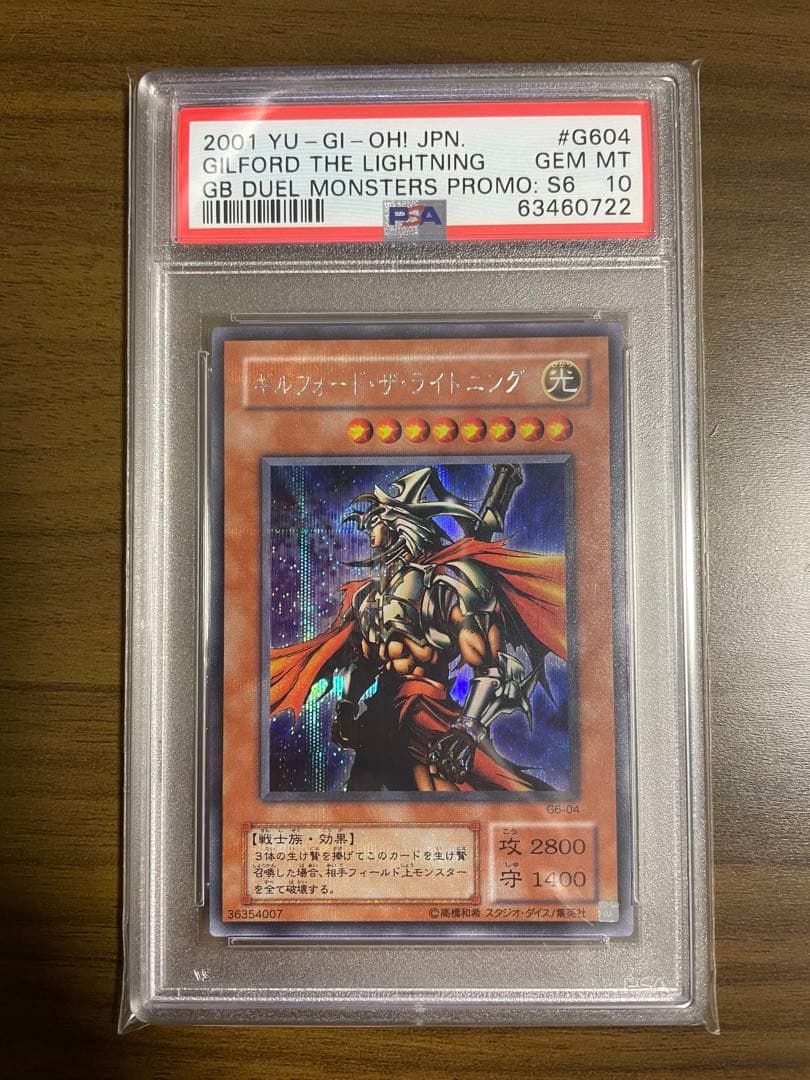 2001 YU-GI-OH! JPN. #G604
GILFORD THE LIGHTNING GEM MT
GB DUEL MONSTERS PROMO: S6 10
PSA 63460722
ギルフォード・ザ・ライトニング 光
G6-04
【戦士族・効果】
3体の生け贄を捧げてこのカードを生け贄
召喚した場合、相手フィールド上モンスター
を全て破壊する。
攻 2800
守 1400
36354007 ©高橋和希 スタジオ・ダイス/集英社
PSA